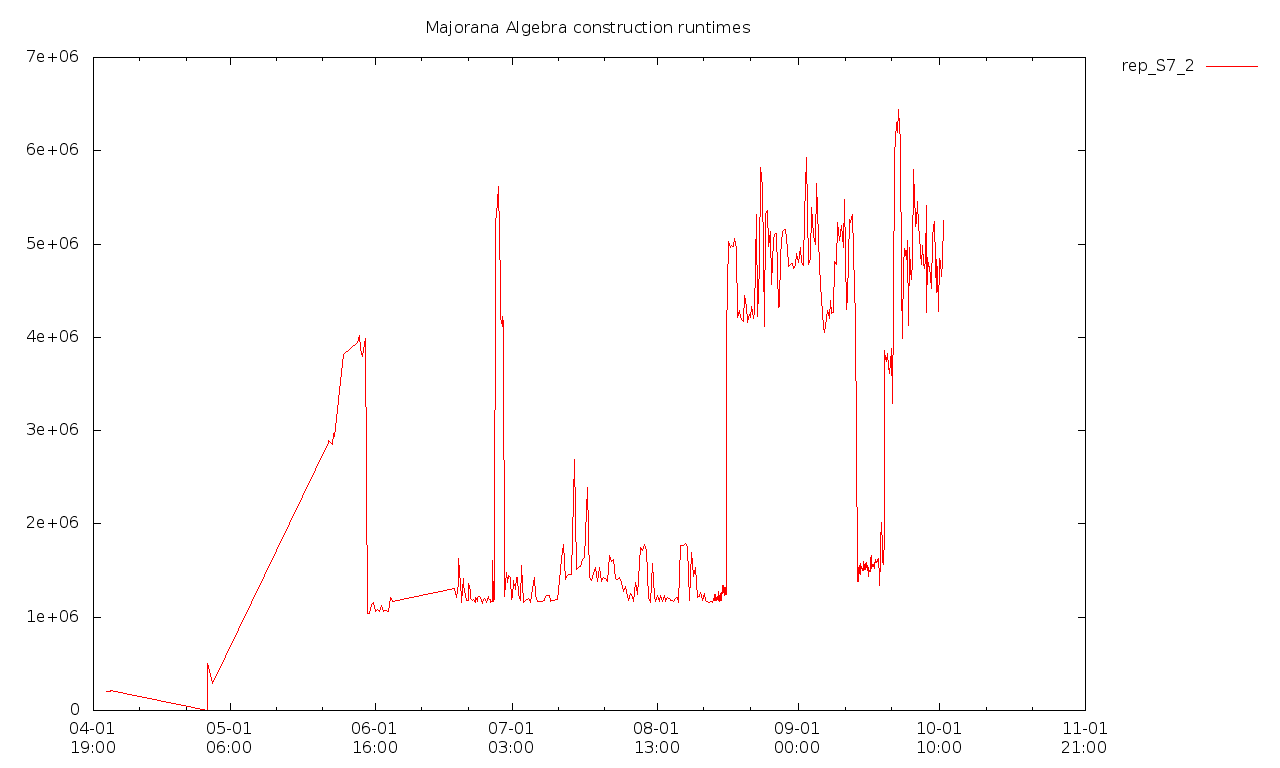 Majorana Algebra construction runtimes
rep_S7_2
7e+06
6e+06
5e+06
4e+06
3e+06
2e+06
1e+06
0
04-01 05-01 06-01 07-01 08-01 09-01 10-01 11-01
19:00 06:00 16:00 03:00 13:00 00:00 10:00 21:00